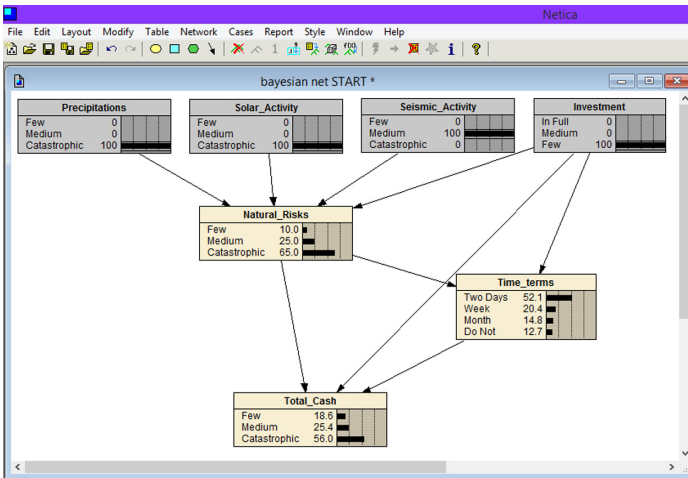 Netica
File Edit Layout Modify Table Network Cases Report Style Window Help
bayesian net START *
Precipitations
Few 0
Medium 0
Catastrophic 100
Solar_Activity
Few 0
Medium 0
Catastrophic 100
Seismic_Activity
Few 0
Medium 100
Catastrophic 0
Investment
In Full 0
Medium 0
Few 100
Natural_Risks
Few 10.0
Medium 25.0
Catastrophic 65.0
Time_terms
Two Days 52.1
Week 20.4
Month 14.8
Do Not 12.7
Total_Cash
Few 18.6
Medium 25.4
Catastrophic 56.0